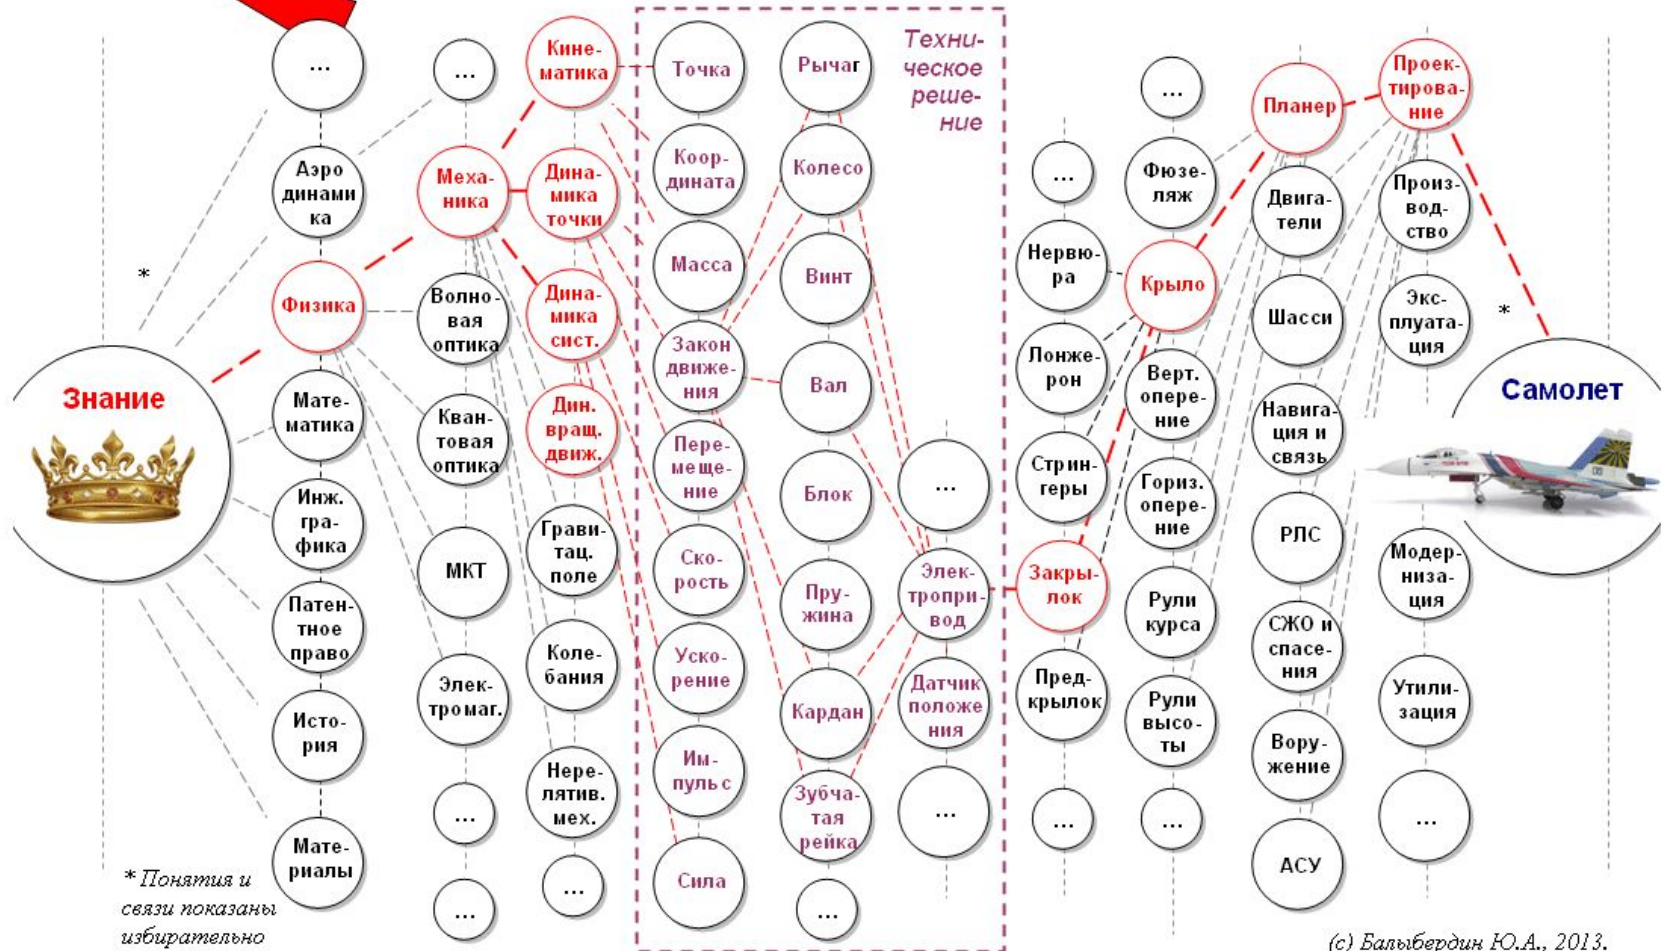 Знание
*
...
Аэро
динами
ка
Физика
Мате-
матика
Инж.
гра-
фика
Патен-
тное
право
Исто-
рия
Мате-
риалы
* Понятия и
связи показаны
избирательно
...
Меха-
ника
Волно-
вая
оптика
Кван-
товая
оптика
МКТ
Элек-
тромаг.
...
...
Кине-
матика
Дина-
мика
точки
Дина-
мика
сист.
Дин.
вращ.
движ.
Грави-
тац.
поле
Коле-
бания
Нере-
лятив.
мех.
...
Техни-
ческое
реше-
ние
Точка
Коор-
дината
Масса
Закон
движе-
ния
Пере-
меще-
ние
Ско-
рость
Уско-
рение
Им-
пульс
Сила
Рычаг
Колесо
Винт
Вал
Блок
Пру-
жина
Кардан
Зубча-
тая
рейка
...
...
Элек-
тропри-
вод
Датчик
положе
ния
...
...
Нервю-
ра
Лонже-
рон
Стрин-
геры
Закры-
лок
Пред-
крылок
...
...
Фюзе-
ляж
Крыло
Верт.
опере-
ние
Гориз.
опере-
ние
Рули
курса
Рули
высо-
ты
...
Планер
Двига-
тели
Шасси
Навига-
ция и
связь
РЛС
СЖО и
спасе-
ния
Воору-
жение
АСУ
Проек-
тирова-
ние
Произ-
вод-
ство
Экс-
плуата-
ция
Модер-
низа-
ция
Утили-
зация
...
*
Самолет
(с) Балыбердин Ю.А., 2013.